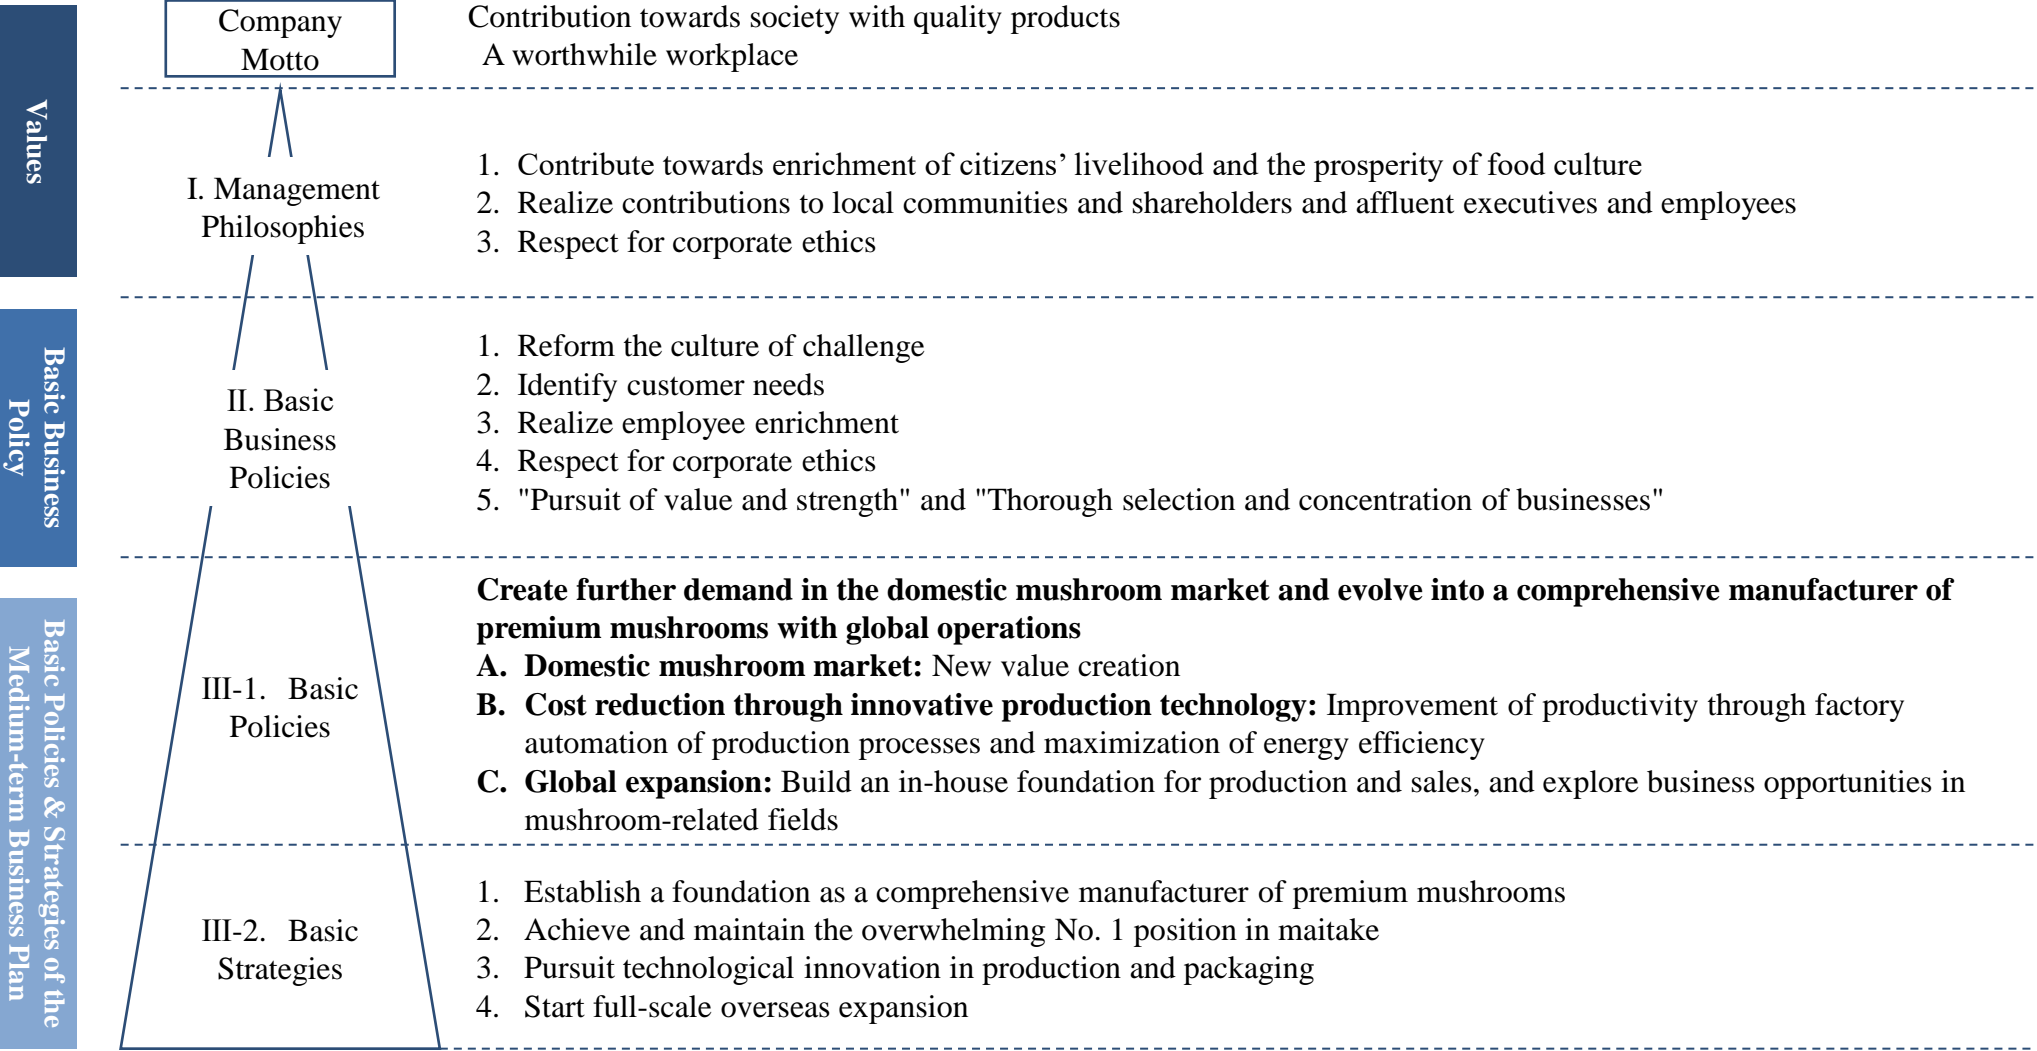 Values
Company
Motto
Contribution towards society with quality products
A worthwhile workplace
I. Management
Philosophies
1. Contribute towards enrichment of citizens' livelihood and the prosperity of food culture
2. Realize contributions to local communities and shareholders and affluent executives and employees
3. Respect for corporate ethics
Basic Business
Policy
II. Basic
Business
Policies
1. Reform the culture of challenge
2. Identify customer needs
3. Realize employee enrichment
4. Respect for corporate ethics
5. "Pursuit of value and strength" and "Thorough selection and concentration of businesses"
Basic Policies & Strategies of the
Medium-term Business Plan
III-1. Basic
Policies
Create further demand in the domestic mushroom market and evolve into a comprehensive manufacturer of
premium mushrooms with global operations
A. Domestic mushroom market: New value creation
B. Cost reduction through innovative production technology: Improvement of productivity through factory
automation of production processes and maximization of energy efficiency
C. Global expansion: Build an in-house foundation for production and sales, and explore business opportunities in
mushroom-related fields
III-2. Basic
Strategies
1. Establish a foundation as a comprehensive manufacturer of premium mushrooms
2. Achieve and maintain the overwhelming No. 1 position in maitake
3. Pursuit technological innovation in production and packaging
4. Start full-scale overseas expansion